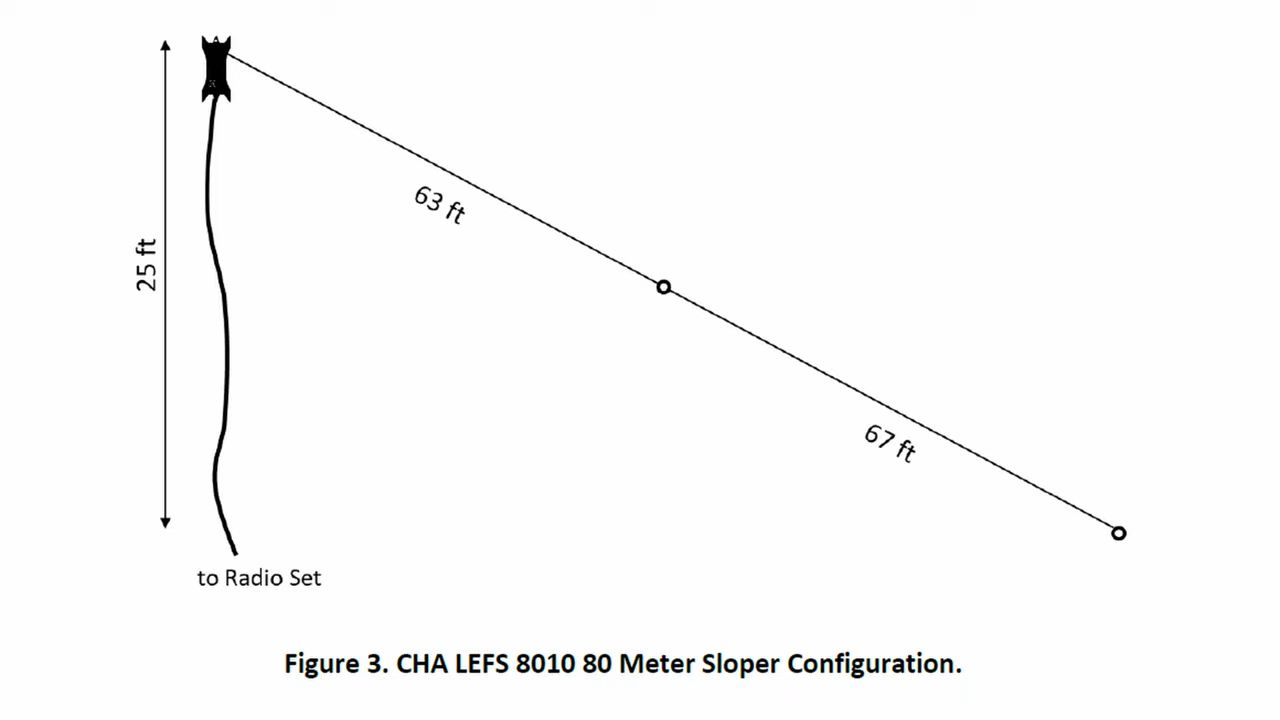 63 ft
25 ft
67 ft
to Radio Set
Figure 3. CHA LEFS 8010 80 Meter Sloper Configuration.